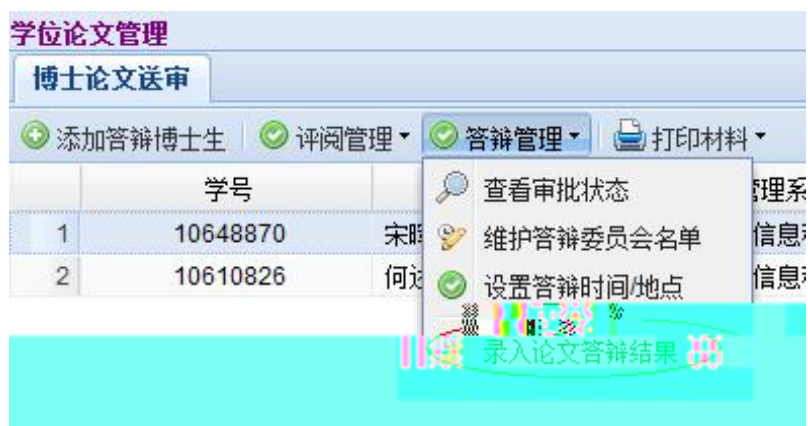 学位论文管理
博士论文送审
添加答辩博士生 评阅管理 答辩管理 打印材料
学号 查看审批状态 管理系
1 10648870 宋 维护答辩委员会名单 信息
2 10610826 何 设置答辩时间/地点 信息
录入论文答辩结果